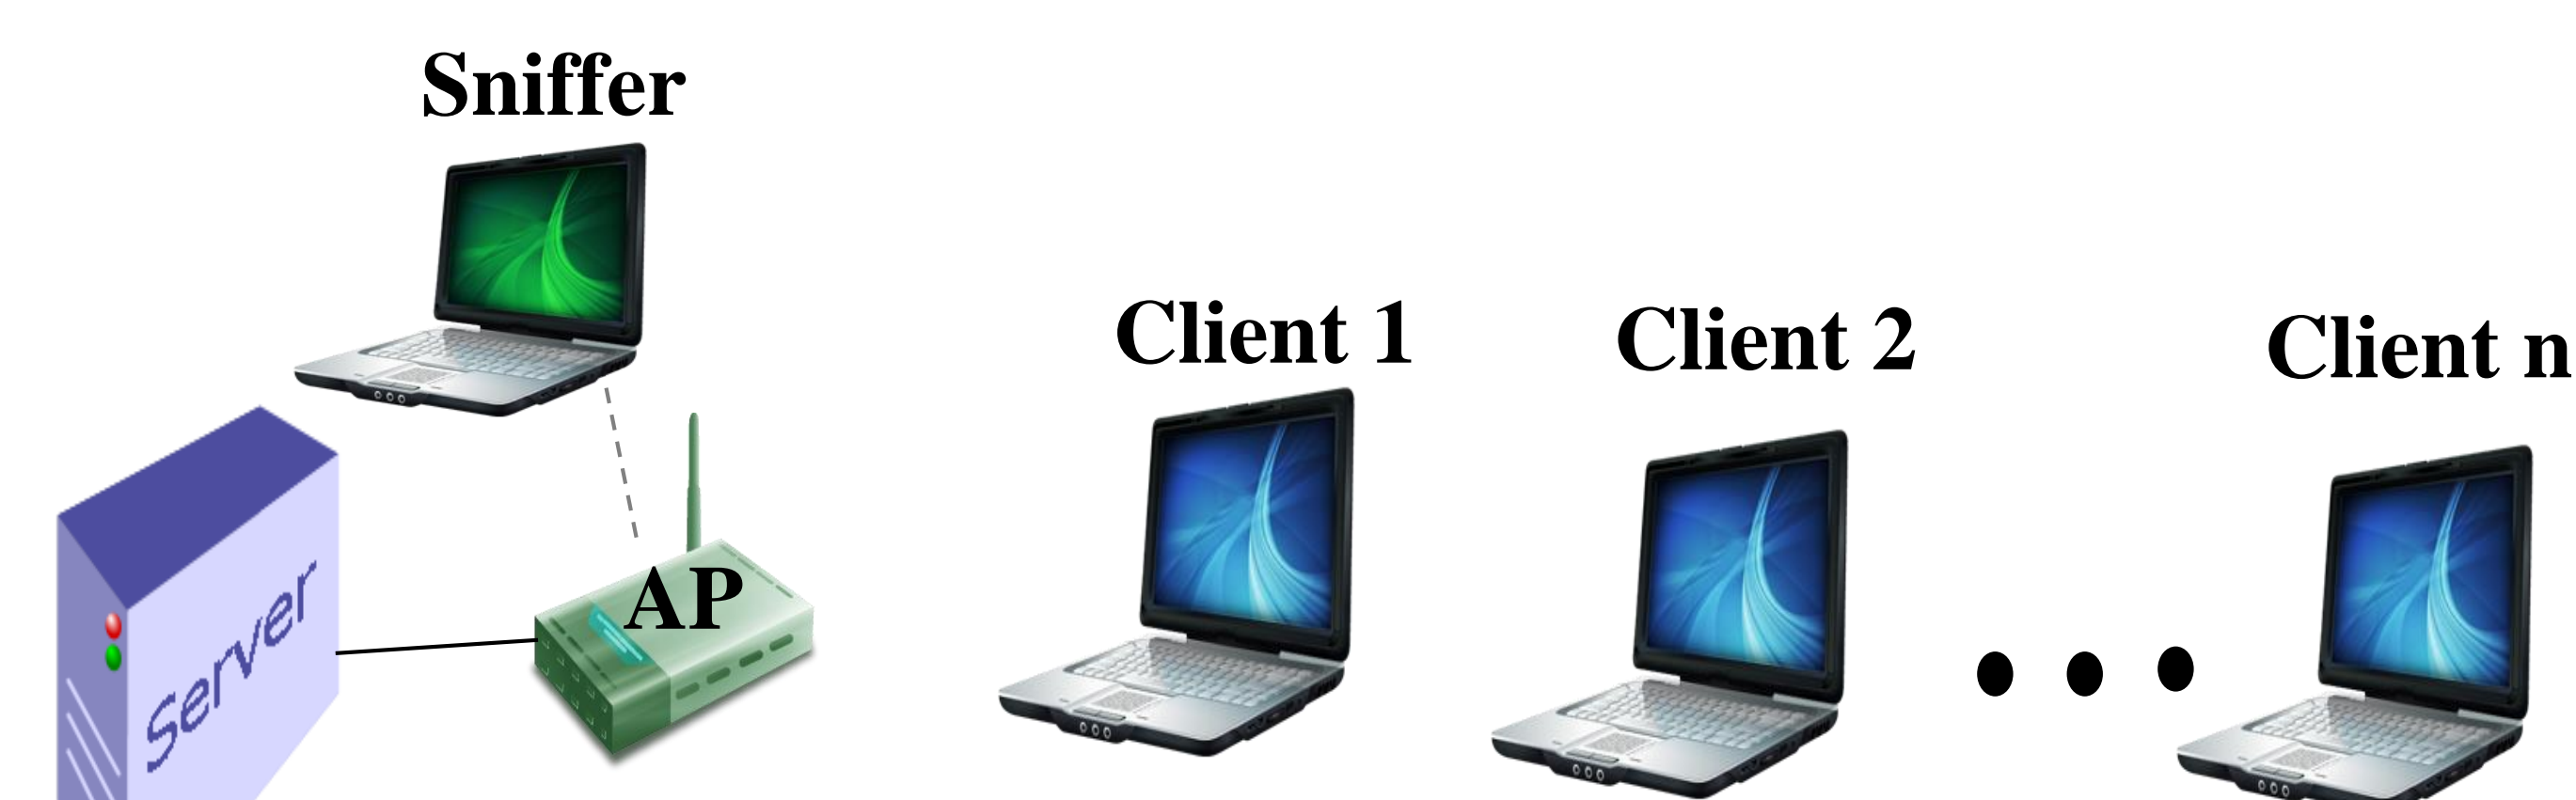 Sniffer
Client 1
Client 2
Client n
AP
Server